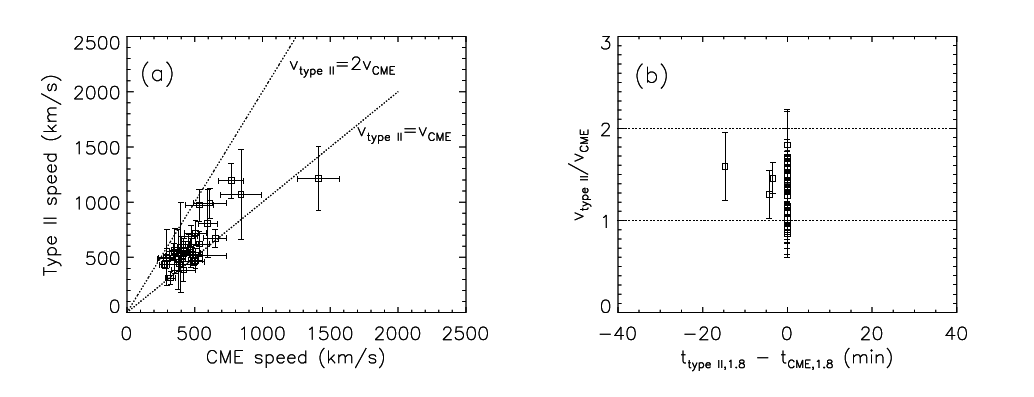 2500
2000
1500
1000
500
0
Type II speed (km/s)
(a)
v_type II=2v_CME
v_type II=v_CME
0 500 1000 1500 2000 2500
CME speed (km/s)
3
2
1
0
v_type II/v_CME
(b)
−40 −20 0 20 40
t_type II,1.8 − t_CME,1.8 (min)